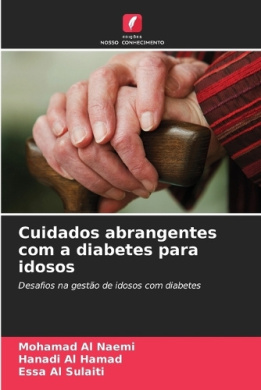 edições
NOSSO CONHECIMENTO
Cuidados abrangentes
com a diabetes para
idosos
Desafios na gestão de idosos com diabetes
Mohamad Al Naemi
Hanadi Al Hamad
Essa Al Sulaiti